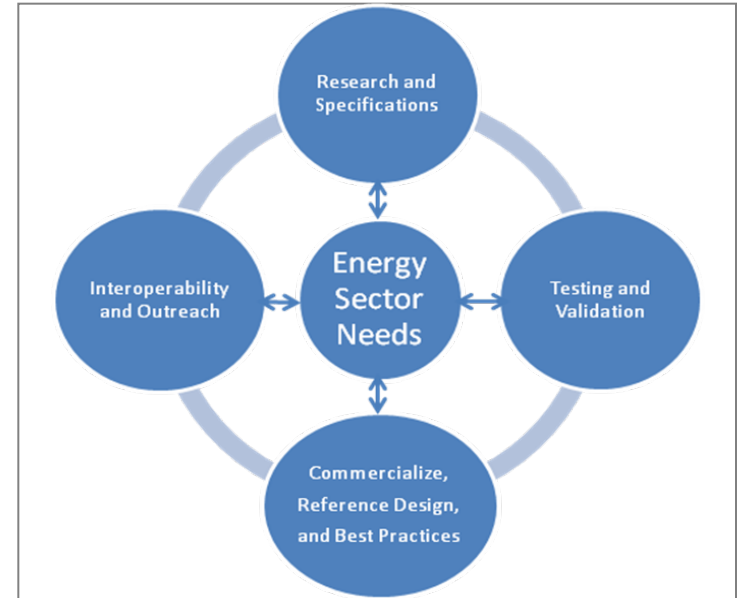 Research and
Specifications
Interoperability
and Outreach
Energy
Sector
Needs
Testing and
Validation
Commercialize,
Reference Design,
and Best Practices